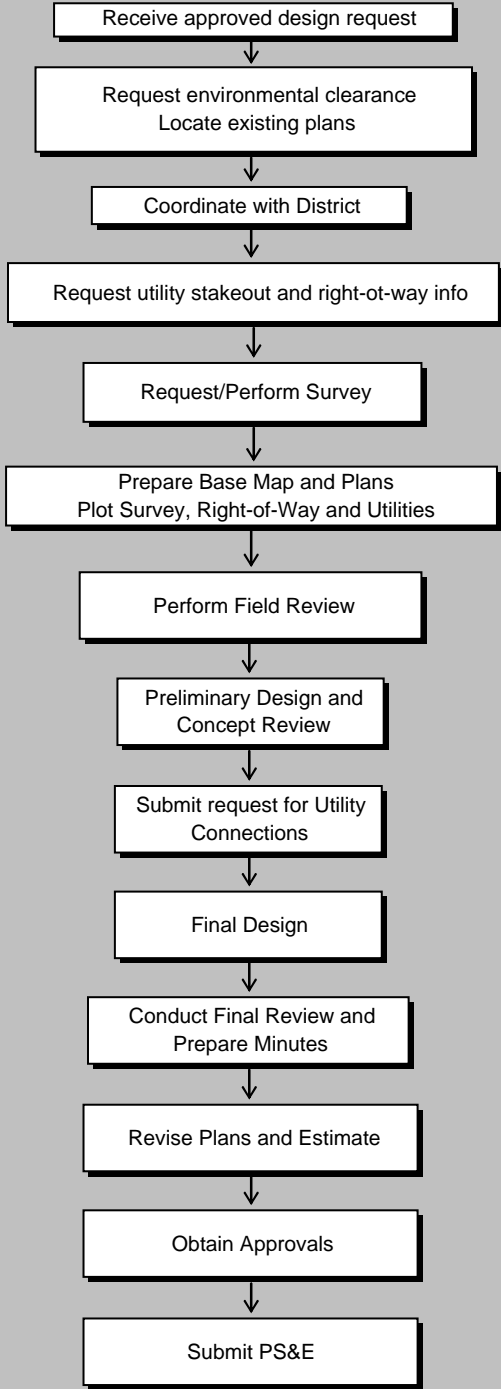 Receive approved design request
Request environmental clearance
Locate existing plans
Coordinate with District
Request utility stakeout and right-ot-way info
Request/Perform Survey
Prepare Base Map and Plans
Plot Survey, Right-of-Way and Utilities
Perform Field Review
Preliminary Design and
Concept Review
Submit request for Utility
Connections
Final Design
Conduct Final Review and
Prepare Minutes
Revise Plans and Estimate
Obtain Approvals
Submit PS&E